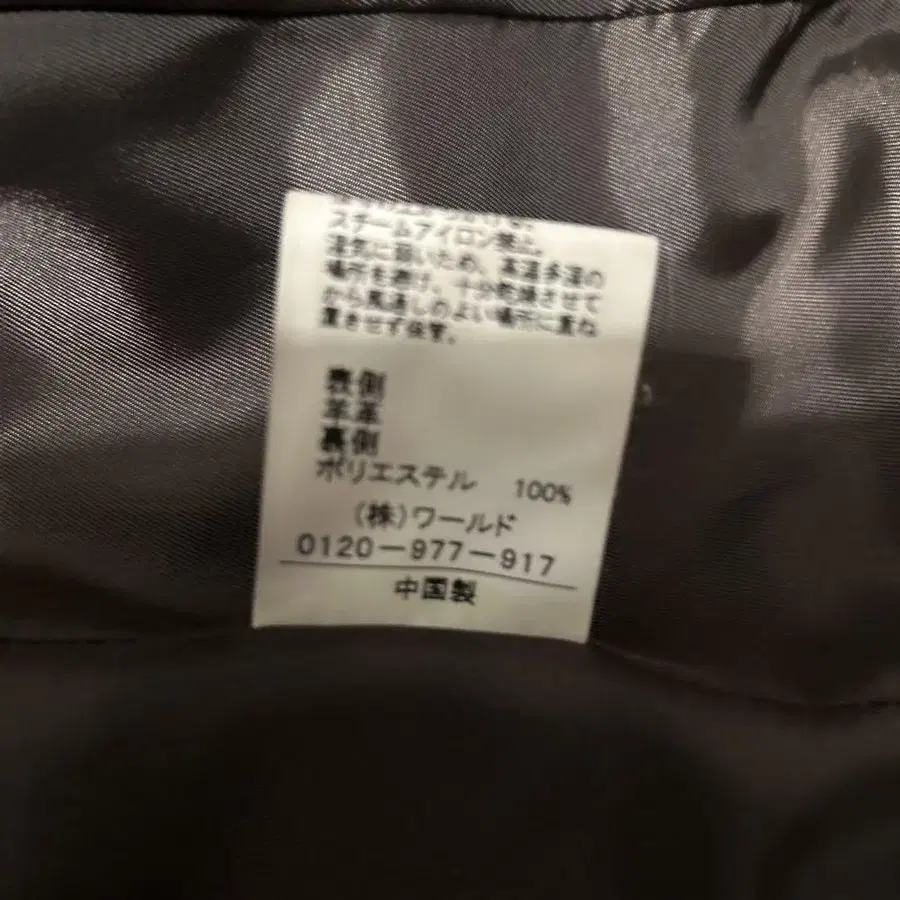 スチームアイロン禁止。
湿気に弱いため、高温多湿の
場所を避け、十分乾燥させて
から風通しのよい場所に重ね
置きせず保管。
表側
羊革
裏側
ポリエステル 100%
(株)ワールド
0120-977-917
中国製